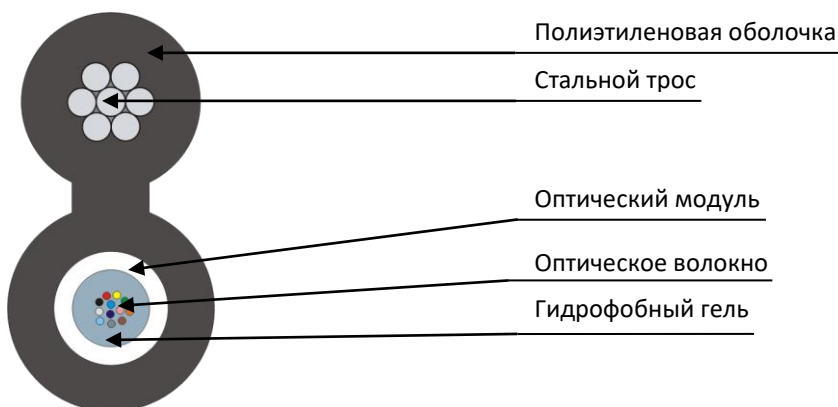 Полиэтиленовая оболочка
Стальной трос
Оптический модуль
Оптическое волокно
Гидрофобный гель